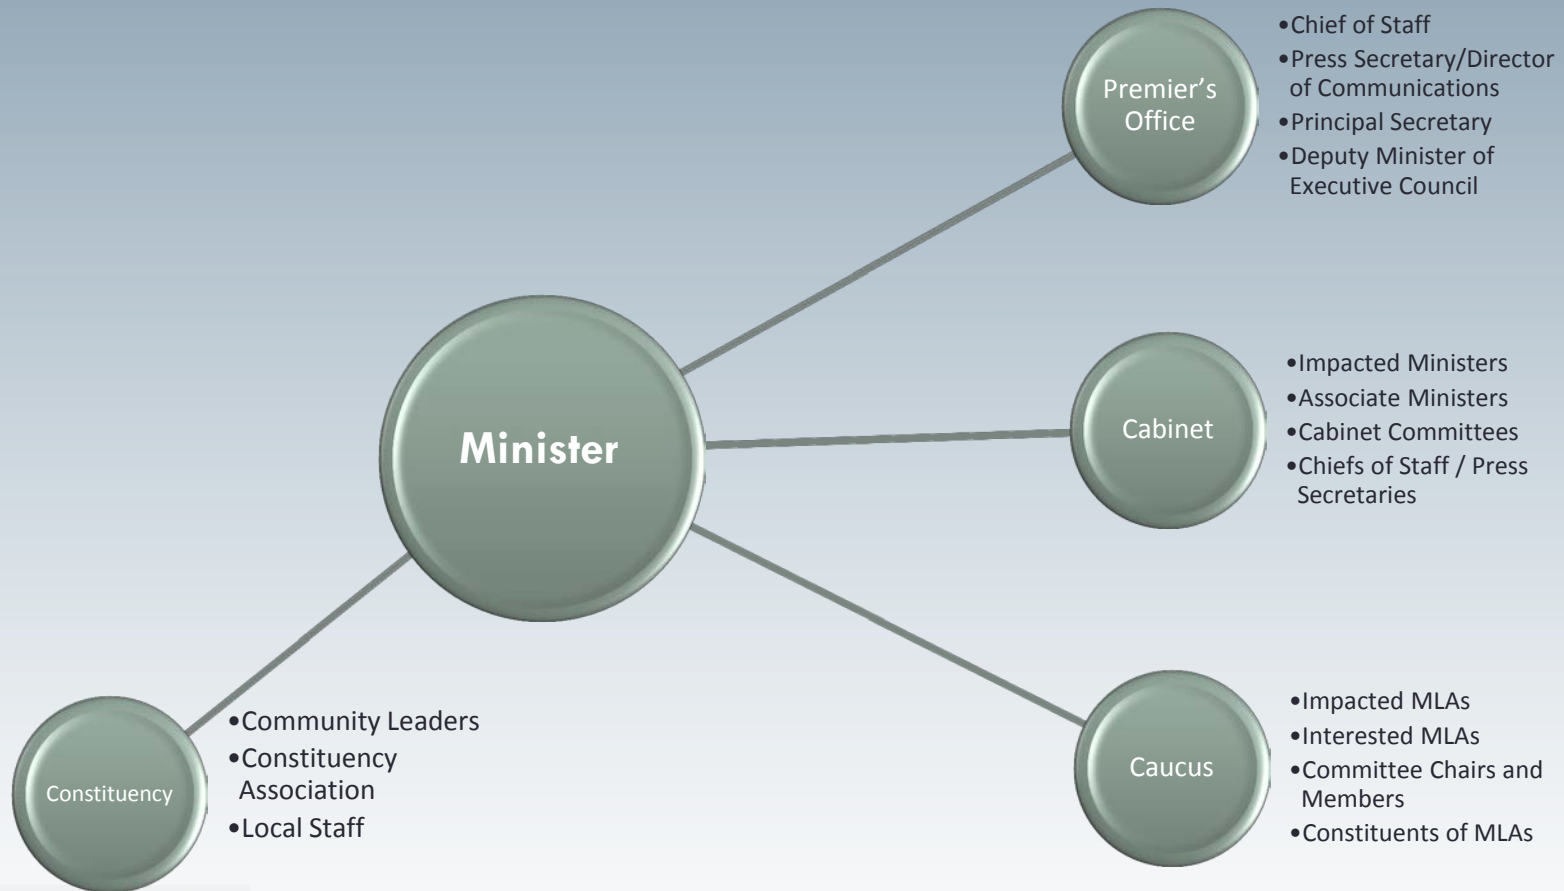 Premier's
Office
•Chief of Staff
•Press Secretary/Director
of Communications
•Principal Secretary
•Deputy Minister of
Executive Council
Minister
Cabinet
•Impacted Ministers
•Associate Ministers
•Cabinet Committees
•Chiefs of Staff / Press
Secretaries
Caucus
•Impacted MLAs
•Interested MLAs
•Committee Chairs and
Members
•Constituents of MLAs
Constituency
•Community Leaders
•Constituency
Association
•Local Staff